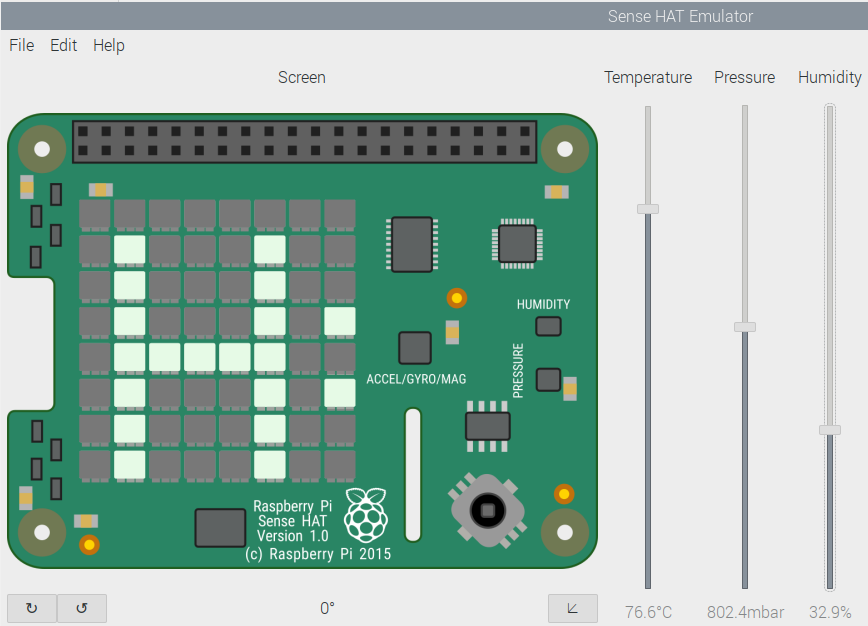 Sense HAT Emulator
File Edit Help
Screen
Temperature Pressure Humidity
HUMIDITY
PRESSURE
ACCEL/GYRO/MAG
H
Raspberry Pi
Sense HAT
Version 1.0
(c) Raspberry Pi 2015
0°
76.6°C 802.4mbar 32.9%